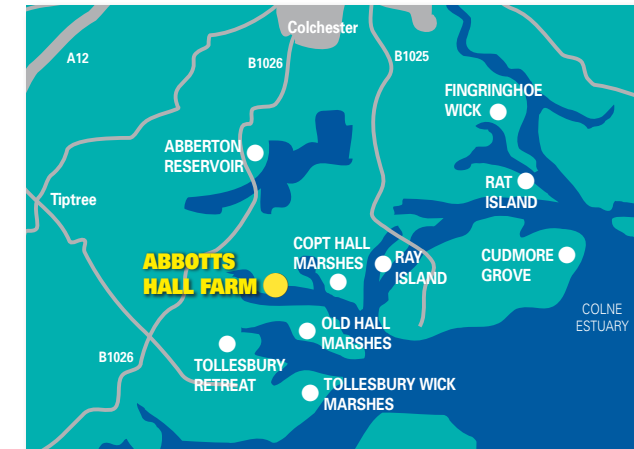 Colchester
A12
B1026
B1025
FINGRINGHOE
WICK
ABBERTON
RESERVOIR
RAT
ISLAND
Tiptree
COPT HALL
MARSHES
RAY
ISLAND
CUDMORE
GROVE
ABBOTTS
HALL FARM
COLNE
ESTUARY
OLD HALL
MARSHES
B1026
TOLLESBURY
RETREAT
TOLLESBURY WICK
MARSHES